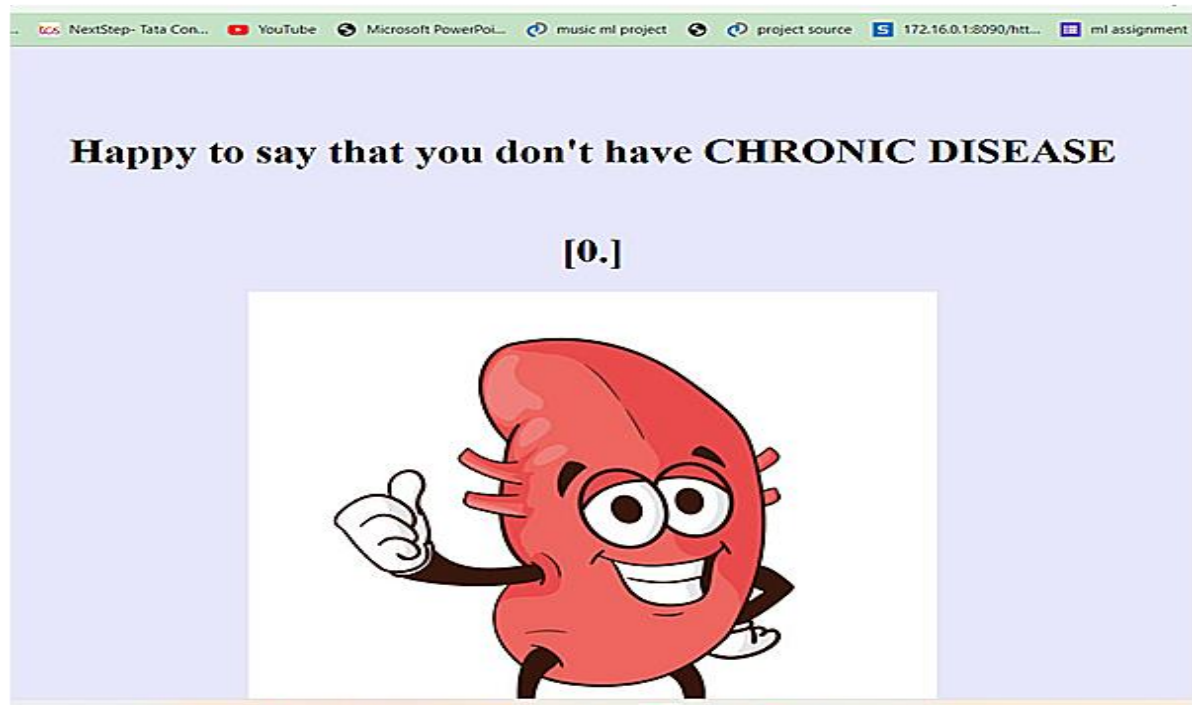 .. TCS NextStep- Tata Con... YouTube Microsoft PowerPoi... music ml project project source S 172.16.0.1:8090/htt... ml assignment
Happy to say that you don't have CHRONIC DISEASE
[0.]